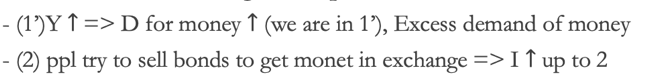 - (1’)Y ↑ => D for money ↑ (we are in 1’), Excess demand of money
- (2) ppl try to sell bonds to get monet in exchange => I ↑ up to 2